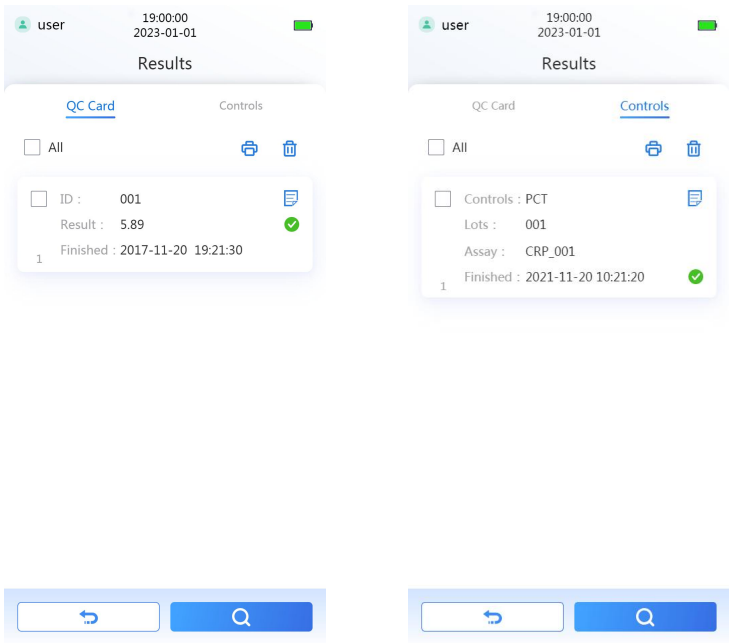 user
19:00:00
2023-01-01
Results
QC Card Controls
All
ID : 001
Result : 5.89
Finished : 2017-11-20 19:21:30
1
user
19:00:00
2023-01-01
Results
QC Card Controls
All
Controls : PCT
Lots : 001
Assay : CRP_001
Finished : 2021-11-20 10:21:20
1